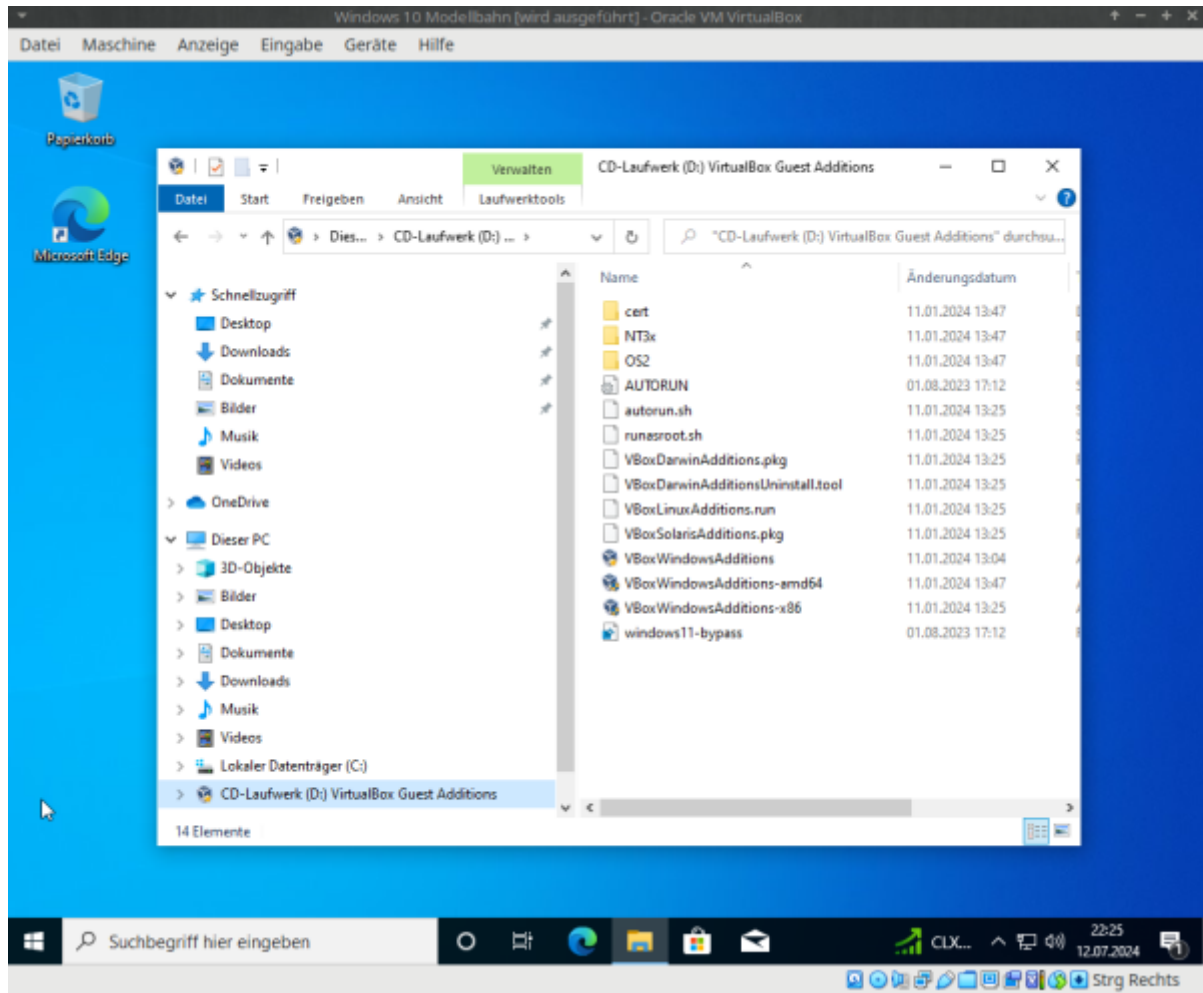 Windows 10 Modellbahn [wird ausgeführt] - Oracle VM VirtualBox
Datei Maschine Anzeige Eingabe Geräte Hilfe
Papierkorb
Microsoft Edge
Verwalten
CD-Laufwerk (D:) VirtualBox Guest Additions
Datei Start Freigeben Ansicht Laufwerktools
Dies... CD-Laufwerk (D:) ...
"CD-Laufwerk (D:) VirtualBox Guest Additions" durchsu...
Schnellzugriff
Desktop
Downloads
Dokumente
Bilder
Musik
Videos
OneDrive
Dieser PC
3D-Objekte
Bilder
Desktop
Dokumente
Downloads
Musik
Videos
Lokaler Datenträger (C:)
CD-Laufwerk (D:) VirtualBox Guest Additions
Name Änderungsdatum
cert 11.01.2024 13:47
NT3x 11.01.2024 13:47
OS2 11.01.2024 13:47
AUTORUN 01.08.2023 17:12
autorun.sh 11.01.2024 13:25
runasroot.sh 11.01.2024 13:25
VBoxDarwinAdditions.pkg 11.01.2024 13:25
VBoxDarwinAdditionsUninstall.tool 11.01.2024 13:25
VBoxLinuxAdditions.run 11.01.2024 13:25
VBoxSolarisAdditions.pkg 11.01.2024 13:25
VBoxWindowsAdditions 11.01.2024 13:04
VBoxWindowsAdditions-amd64 11.01.2024 13:47
VBoxWindowsAdditions-x86 11.01.2024 13:25
windows11-bypass 01.08.2023 17:12
14 Elemente
Suchbegriff hier eingeben
CLX...
22:25
12.07.2024
1
Strg Rechts